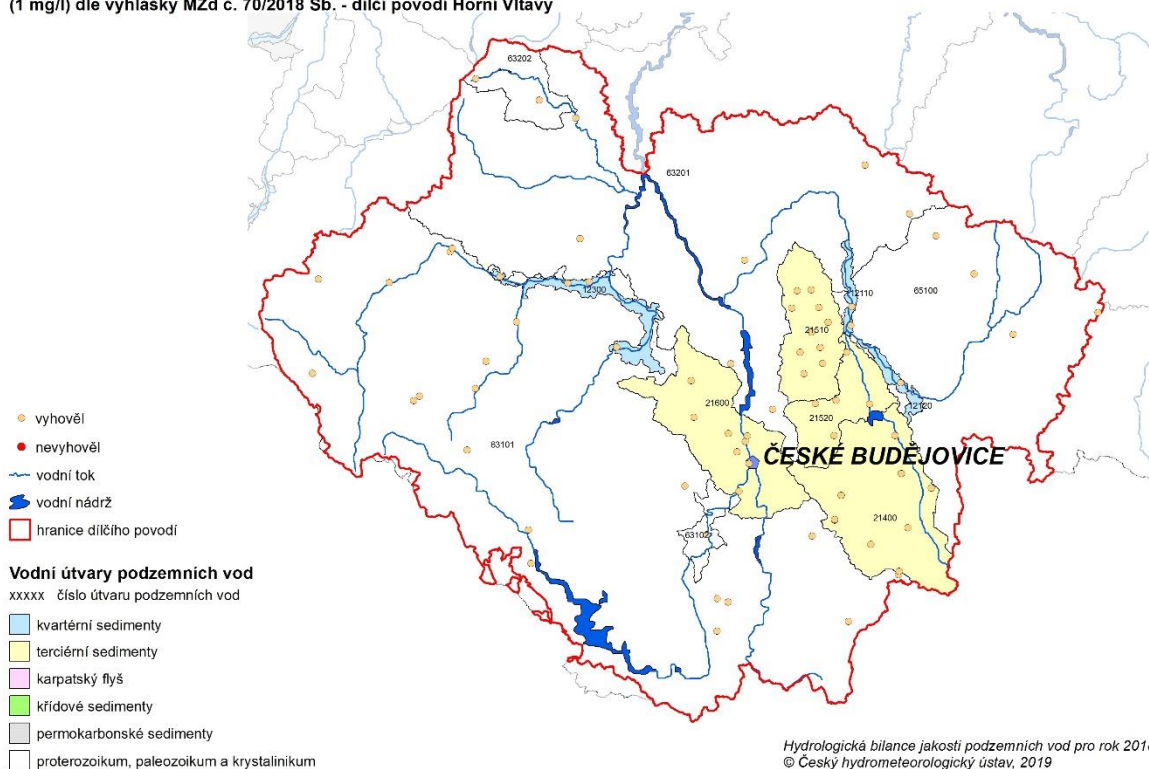 (1 mg/l) dle vyhlášky MZd č. 70/2018 Sb. - dílčí povodí Horní Vltavy
63202
63201
12300
12110
65100
21510
12120
21600
21520
ČESKÉ BUDĚJOVICE
63101
21400
63102
vyhověl
nevyhověl
vodní tok
vodní nádrž
hranice dílčího povodí
Vodní útvary podzemních vod
xxxxx číslo útvaru podzemních vod
kvartérní sedimenty
terciérní sedimenty
karpatský flyš
křídové sedimenty
permokarbonské sedimenty
proterozoikum, paleozoikum a krystalinikum
Hydrologická bilance jakosti podzemních vod pro rok
© Český hydrometeorologický ústav, 2019